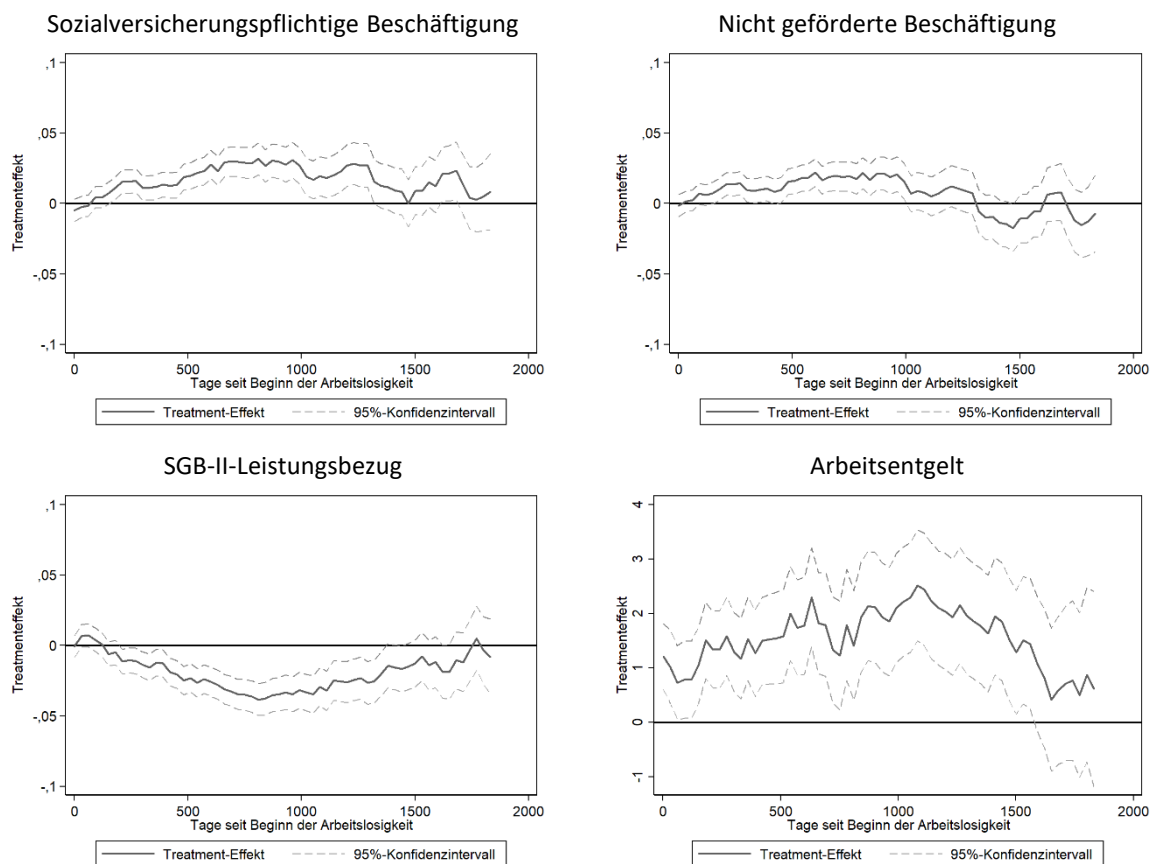 Sozialversicherungspflichtige Beschäftigung
,1
,05
0
-,05
-,1
Treatmenteffekt
0 500 1000 1500 2000
Tage seit Beginn der Arbeitslosigkeit
Treatment-Effekt 95%-Konfidenzintervall
Nicht geförderte Beschäftigung
,1
,05
0
-,05
-,1
Treatmenteffekt
0 500 1000 1500 2000
Tage seit Beginn der Arbeitslosigkeit
Treatment-Effekt 95%-Konfidenzintervall
SGB-II-Leistungsbezug
,1
,05
0
-,05
-,1
Treatmenteffekt
0 500 1000 1500 2000
Tage seit Beginn der Arbeitslosigkeit
Treatment-Effekt 95%-Konfidenzintervall
Arbeitsentgelt
4
3
2
1
0
-1
Treatmenteffekt
0 500 1000 1500 2000
Tage seit Beginn der Arbeitslosigkeit
Treatment-Effekt 95%-Konfidenzintervall